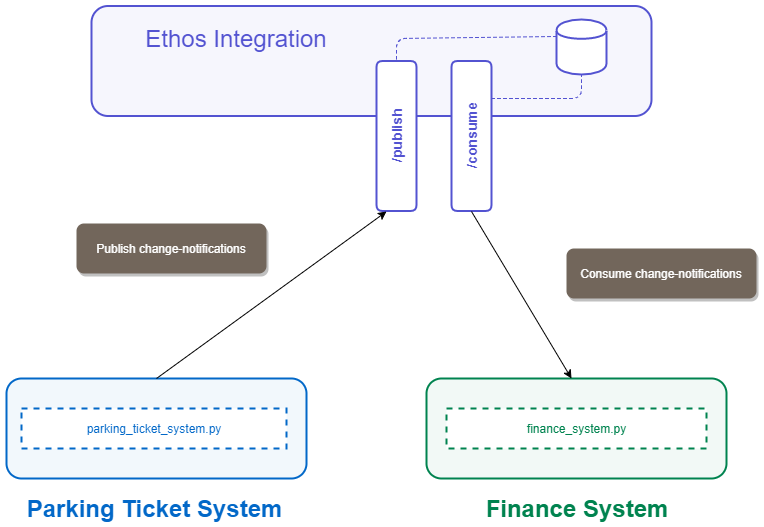 Ethos Integration
/publish
/consume
Publish change-notifications
Consume change-notifications
parking_ticket_system.py
finance_system.py
Parking Ticket System
Finance System